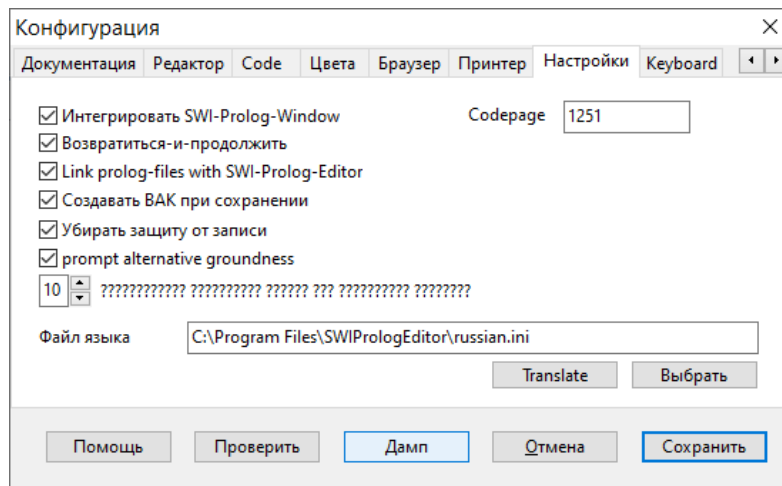 Конфигурация
Документация Редактор Code Цвета Браузер Принтер Настройки Keyboard
Интегрировать SWI-Prolog-Window Codepage 1251
Возвратиться-и-продолжить
Link prolog-files with SWI-Prolog-Editor
Создавать ВАК при сохранении
Убирать защиту от записи
prompt alternative groundness
10 ???????????? ?????????? ?????? ??? ?????????? ????????
Файл языка C:\Program Files\SWIPrologEditor\russian.ini
Translate Выбрать
Помощь Проверить Дамп Отмена Сохранить